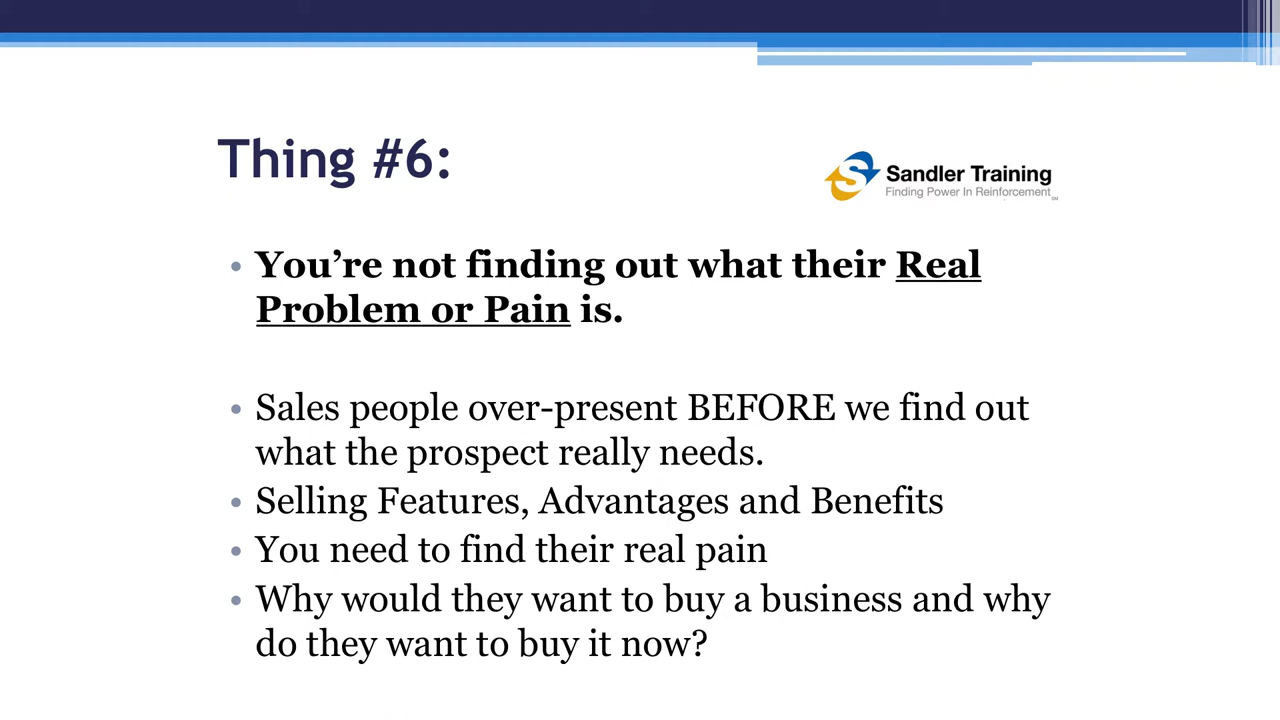 Thing #6:
Sandler Training
Finding Power In Reinforcement
SM
• You're not finding out what their Real
Problem or Pain is.
• Sales people over-present BEFORE we find out
what the prospect really needs.
• Selling Features, Advantages and Benefits
• You need to find their real pain
• Why would they want to buy a business and why
do they want to buy it now?